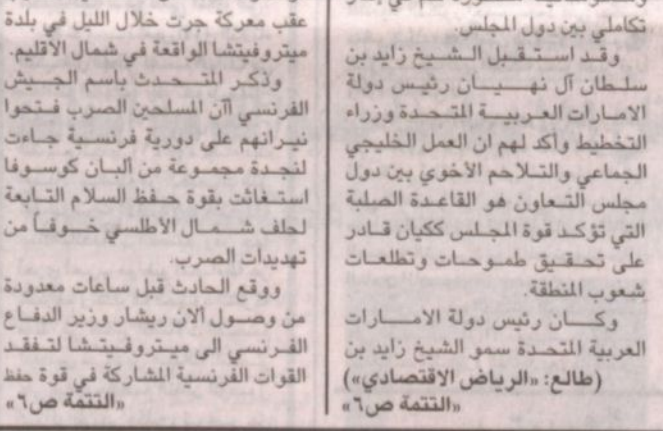 تكاملي بين دول المجلس.
وقد استقبل الشيخ زايد بن
سلطان آل نهيان رئيس دولة
الامارات العربية المتحدة وزراء
التخطيط وأكد لهم ان العمل الخليجي
الجماعي والتلاحم الأخوي بين دول
مجلس التعاون هو القاعدة الصلبة
التي تؤكد قوة المجلس ككيان قادر
على تحقيق طموحات وتطلعات
شعوب المنطقة.
وكان رئيس دولة الامارات
العربية المتحدة سمو الشيخ زايد بن
(طالع: «الرياض الاقتصادي»)
«التتمة ص٦»
عقب معركة جرت خلال الليل في بلدة
ميتروفيتشا الواقعة في شمال الأقليم.
وذكر المتحدث باسم الجيش
الفرنسي آن المسلحين الصرب فتحوا
نيرانهم على دورية فرنسية جاءت
لنجدة مجموعة من ألبان كوسوفا
استغاثت بقوة حفظ السلام التابعة
لحلف شمال الأطلسي خوفاً من
تهديدات الصرب.
ووقع الحادث قبل ساعات معدودة
من وصول آلان ريشار وزير الدفاع
الفرنسي الى ميتروفيتشا لتفقد
القوات الفرنسية المشاركة في قوة حفظ
«التتمة ص٦»